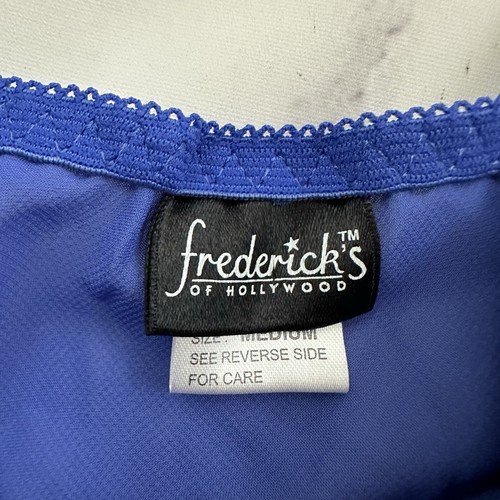 frederick's™
OF HOLLYWOOD
SIZE: MEDIUM
SEE REVERSE SIDE
FOR CARE